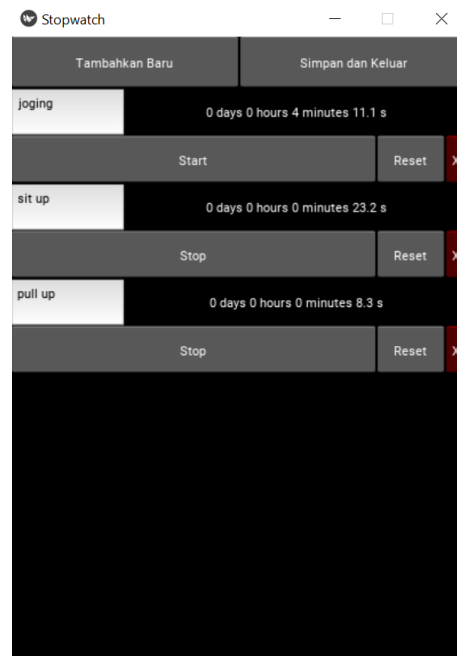 Stopwatch
Tambahkan Baru Simpan dan Keluar
joging 0 days 0 hours 4 minutes 11.1 s
Start Reset X
sit up 0 days 0 hours 0 minutes 23.2 s
Stop Reset X
pull up 0 days 0 hours 0 minutes 8.3 s
Stop Reset X